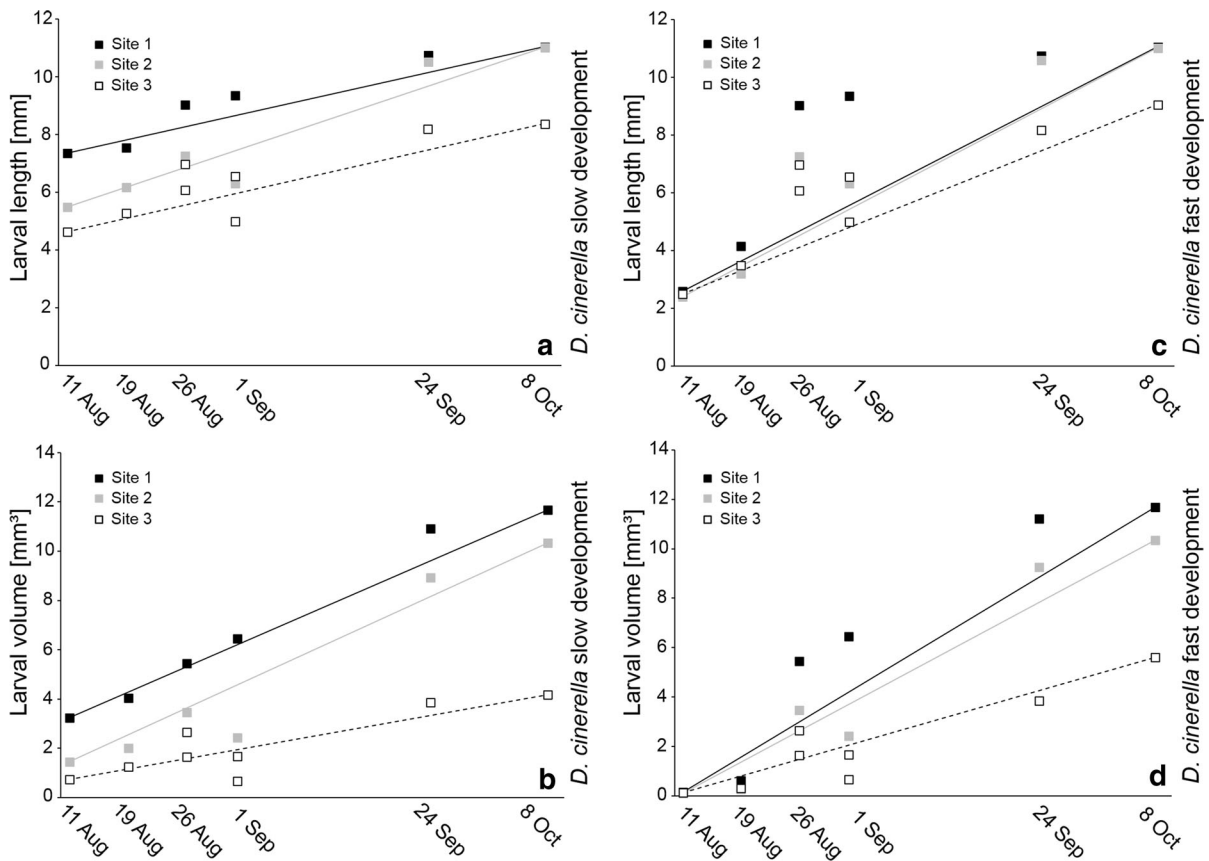 12
10
8
6
4
2
0
Larval length [mm]
Site 1
Site 2
Site 3
a
D. cinerella slow development
11 Aug
19 Aug
26 Aug
1 Sep
24 Sep
8 Oct
12
10
8
6
4
2
0
Larval length [mm]
Site 1
Site 2
Site 3
c
D. cinerella fast development
11 Aug
19 Aug
26 Aug
1 Sep
24 Sep
8 Oct
14
12
10
8
6
4
2
0
Larval volume [mm³]
Site 1
Site 2
Site 3
b
D. cinerella slow development
11 Aug
19 Aug
26 Aug
1 Sep
24 Sep
8 Oct
14
12
10
8
6
4
2
0
Larval volume [mm³]
Site 1
Site 2
Site 3
d
D. cinerella fast development
11 Aug
19 Aug
26 Aug
1 Sep
24 Sep
8 Oct